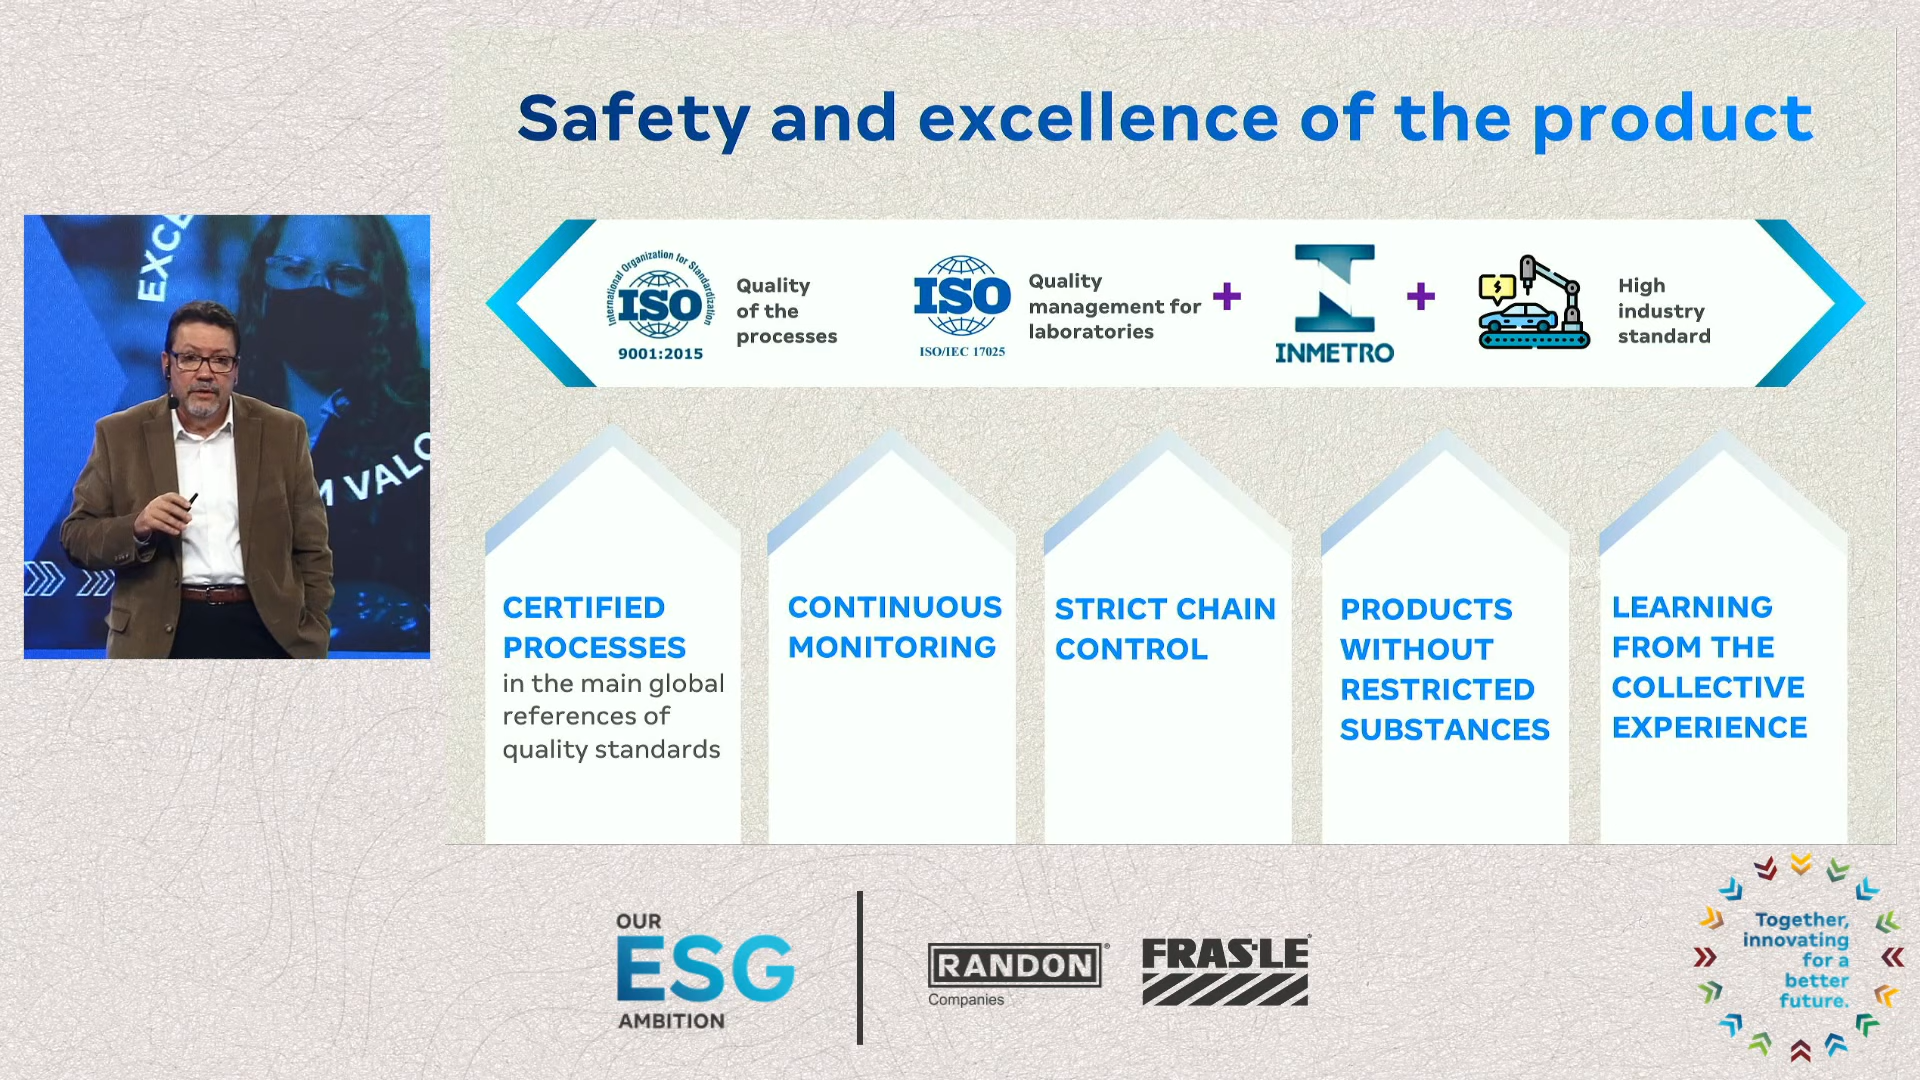 Safety and excellence of the product
International Organization for Standardization
ISO
9001:2015
Quality
of the
processes
ISO
ISO/IEC 17025
Quality
management for
laboratories
+
INMETRO
+
High
industry
standard
CERTIFIED
PROCESSES
in the main global
references of
quality standards
CONTINUOUS
MONITORING
STRICT CHAIN
CONTROL
PRODUCTS
WITHOUT
RESTRICTED
SUBSTANCES
LEARNING
FROM THE
COLLECTIVE
EXPERIENCE
OUR
ESG
AMBITION
RANDON®
Companies
FRAS-LE
Together,
innovating
for a
better
future.